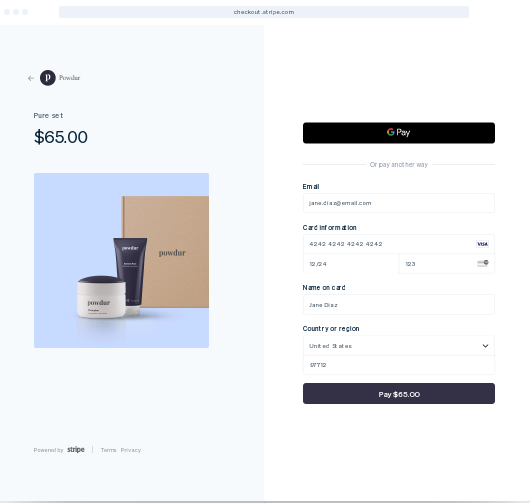 checkout.stripe.com
P Powdur
Pure set
$65.00
powdur
powdur
powdur
Powered by stripe Terms Privacy
G Pay
Or pay another way
Email
jane.diaz@email.com
Card information
4242 4242 4242 4242 VISA
12/24 123
Name on card
Jane Diaz
Country or region
United States
97712
Pay $65.00